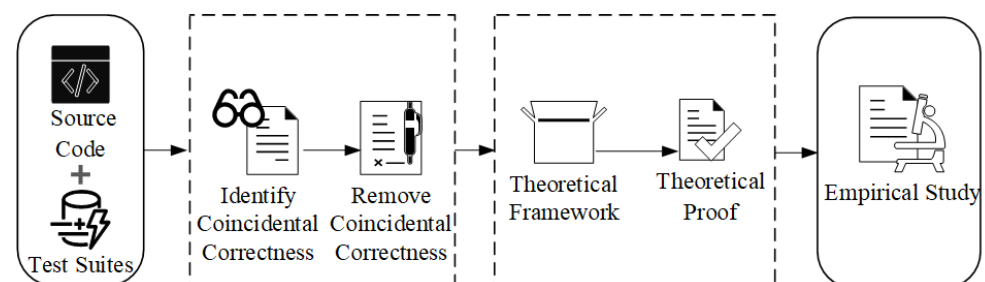 Source
Code
+
Test Suites
Identify
Coincidental
Correctness
Remove
Coincidental
Correctness
Theoretical
Framework
Theoretical
Proof
Empirical Study